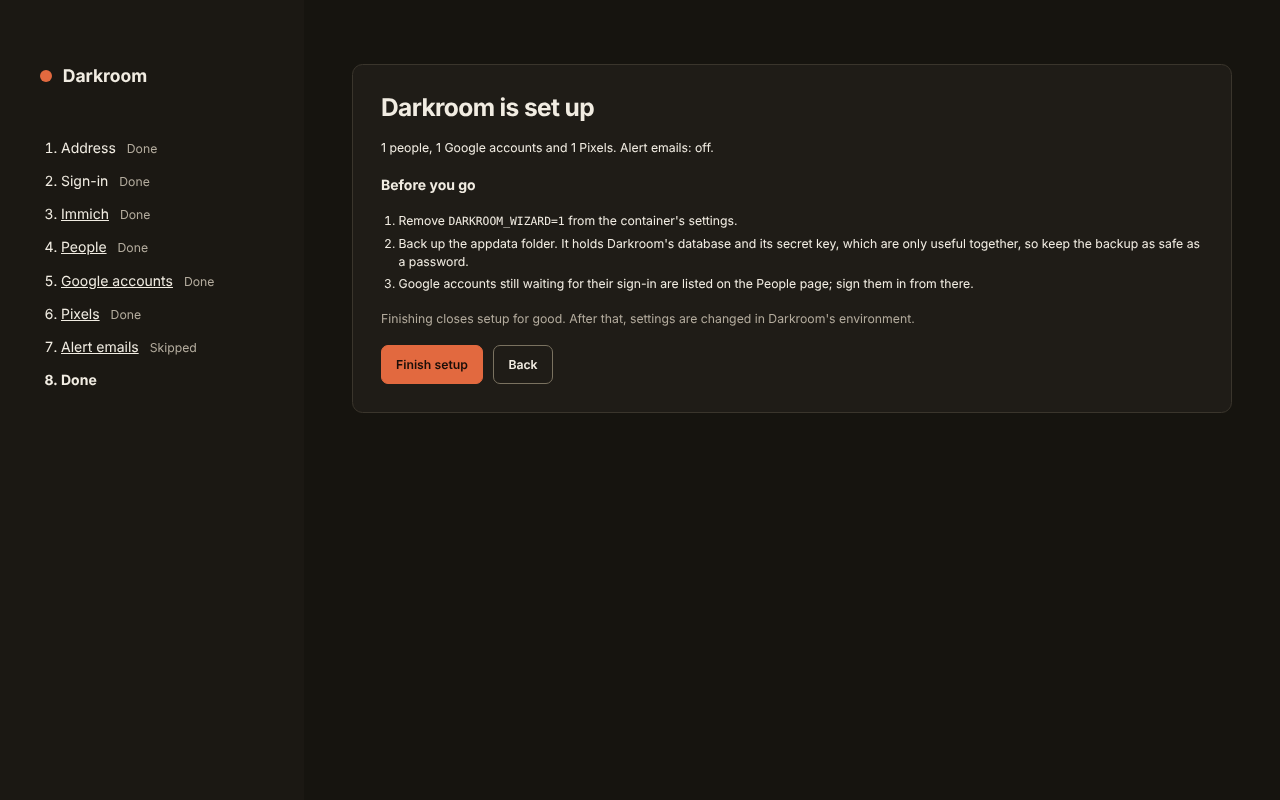 Darkroom
1. Address Done
2. Sign-in Done
3. Immich Done
4. People Done
5. Google accounts Done
6. Pixels Done
7. Alert emails Skipped
8. Done
Darkroom is set up
1 people, 1 Google accounts and 1 Pixels. Alert emails: off.
Before you go
1. Remove DARKROOM_WIZARD=1 from the container's settings.
2. Back up the appdata folder. It holds Darkroom's database and its secret key, which are only useful together, so keep the backup as safe as
a password.
3. Google accounts still waiting for their sign-in are listed on the People page; sign them in from there.
Finishing closes setup for good. After that, settings are changed in Darkroom's environment.
Finish setup Back